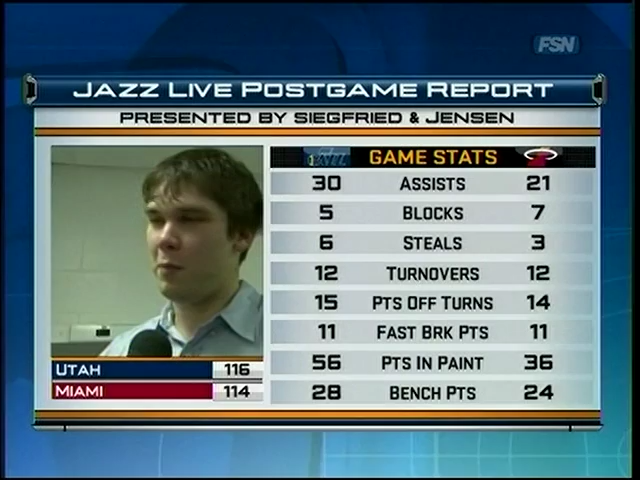 FSN
JAZZ LIVE POSTGAME REPORT
PRESENTED BY SIEGFRIED & JENSEN
JAZZ GAME STATS
30 ASSISTS 21
5 BLOCKS 7
6 STEALS 3
12 TURNOVERS 12
15 PTS OFF TURNS 14
11 FAST BRK PTS 11
56 PTS IN PAINT 36
28 BENCH PTS 24
UTAH 116
MIAMI 114